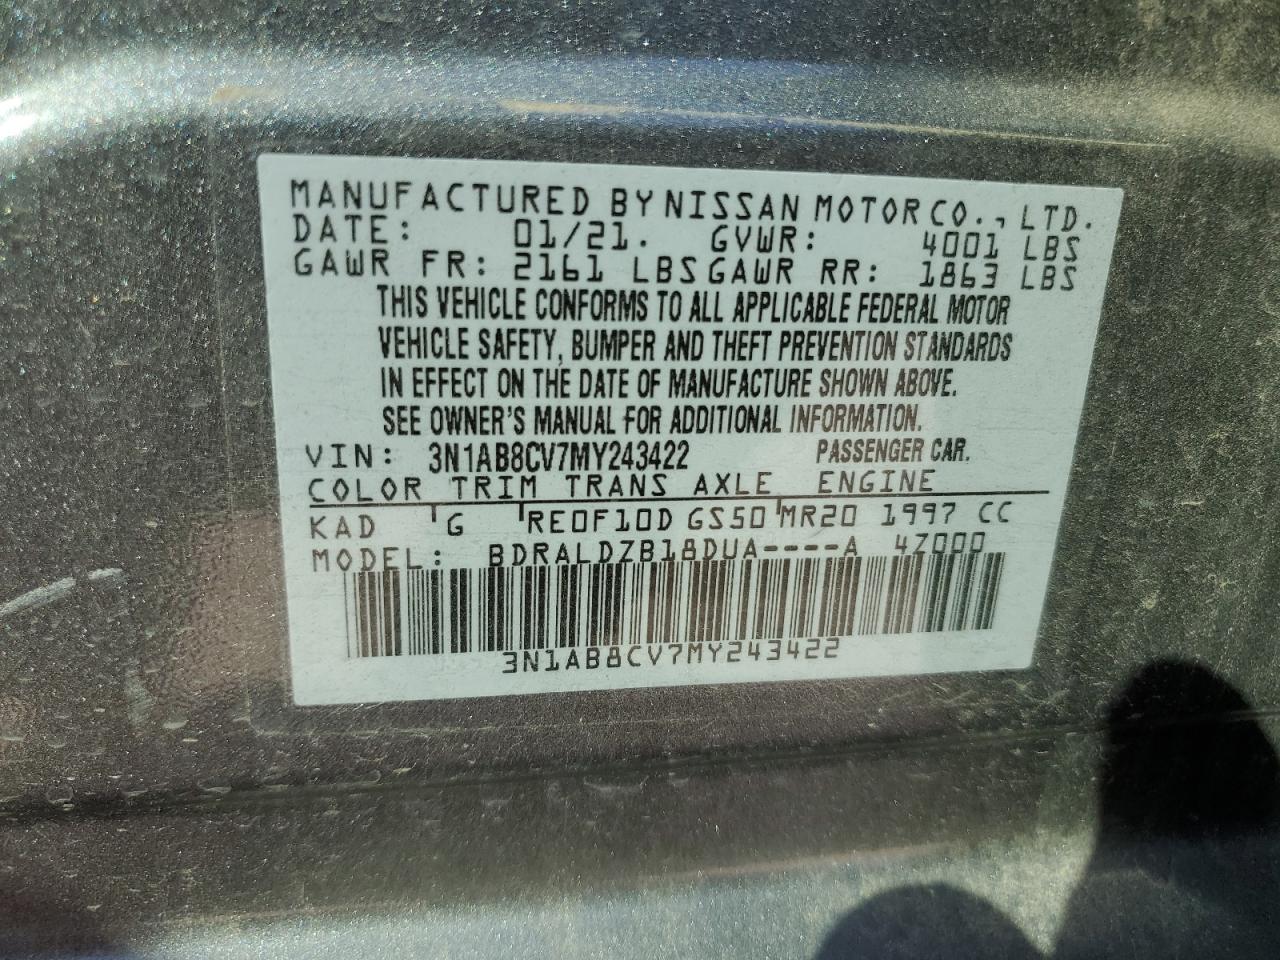 MANUFACTURED BY NISSAN MOTOR CO., LTD.
DATE: 01/21. GVWR: 4001 LBS
GAWR FR: 2161 LBS GAWR RR: 1863 LBS
THIS VEHICLE CONFORMS TO ALL APPLICABLE FEDERAL MOTOR
VEHICLE SAFETY, BUMPER AND THEFT PREVENTION STANDARDS
IN EFFECT ON THE DATE OF MANUFACTURE SHOWN ABOVE.
SEE OWNER'S MANUAL FOR ADDITIONAL INFORMATION.
VIN: 3N1AB8CV7MY243422 PASSENGER CAR.
COLOR TRIM TRANS AXLE ENGINE
KAD G RE0F10D GS50 MR20 1997 CC
MODEL: BDRALDZB18DUA----A 4Z000
3N1AB8CV7MY243422